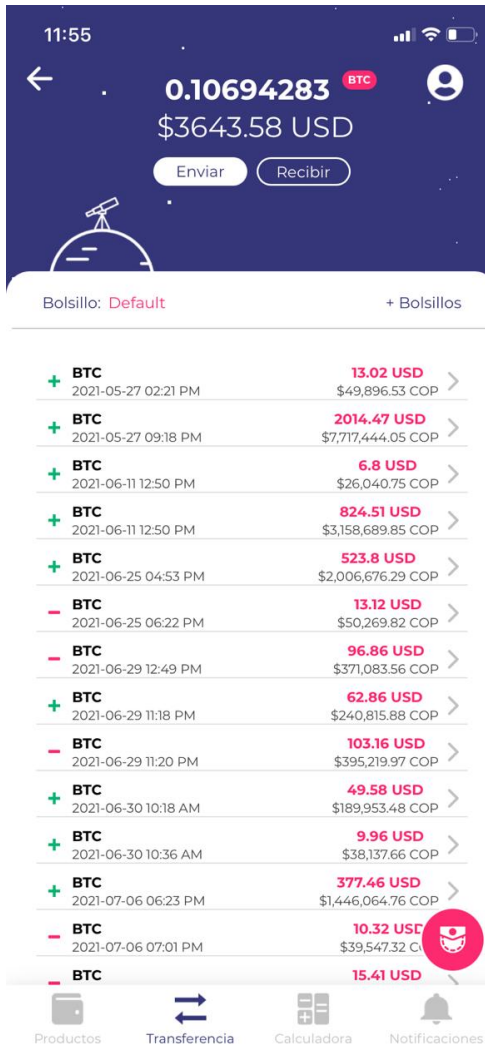 11:55
0.10694283 BTC
$3643.58 USD
Enviar Recibir
Bolsillo: Default + Bolsillos
+ BTC 13.02 USD
2021-05-27 02:21 PM $49,896.53 COP
+ BTC 2014.47 USD
2021-05-27 09:18 PM $7,717,444.05 COP
+ BTC 6.8 USD
2021-06-11 12:50 PM $26,040.75 COP
+ BTC 824.51 USD
2021-06-11 12:50 PM $3,158,689.85 COP
+ BTC 523.8 USD
2021-06-25 04:53 PM $2,006,676.29 COP
− BTC 13.12 USD
2021-06-25 06:22 PM $50,269.82 COP
− BTC 96.86 USD
2021-06-29 12:49 PM $371,083.56 COP
+ BTC 62.86 USD
2021-06-29 11:18 PM $240,815.88 COP
− BTC 103.16 USD
2021-06-29 11:20 PM $395,219.97 COP
+ BTC 49.58 USD
2021-06-30 10:18 AM $189,953.48 COP
+ BTC 9.96 USD
2021-06-30 10:36 AM $38,137.66 COP
+ BTC 377.46 USD
2021-07-06 06:23 PM $1,446,064.76 COP
− BTC 10.32 USD
2021-07-06 07:01 PM $39,547.32 C
− BTC 15.41 USD
Productos Transferencia Calculadora Notificaciones